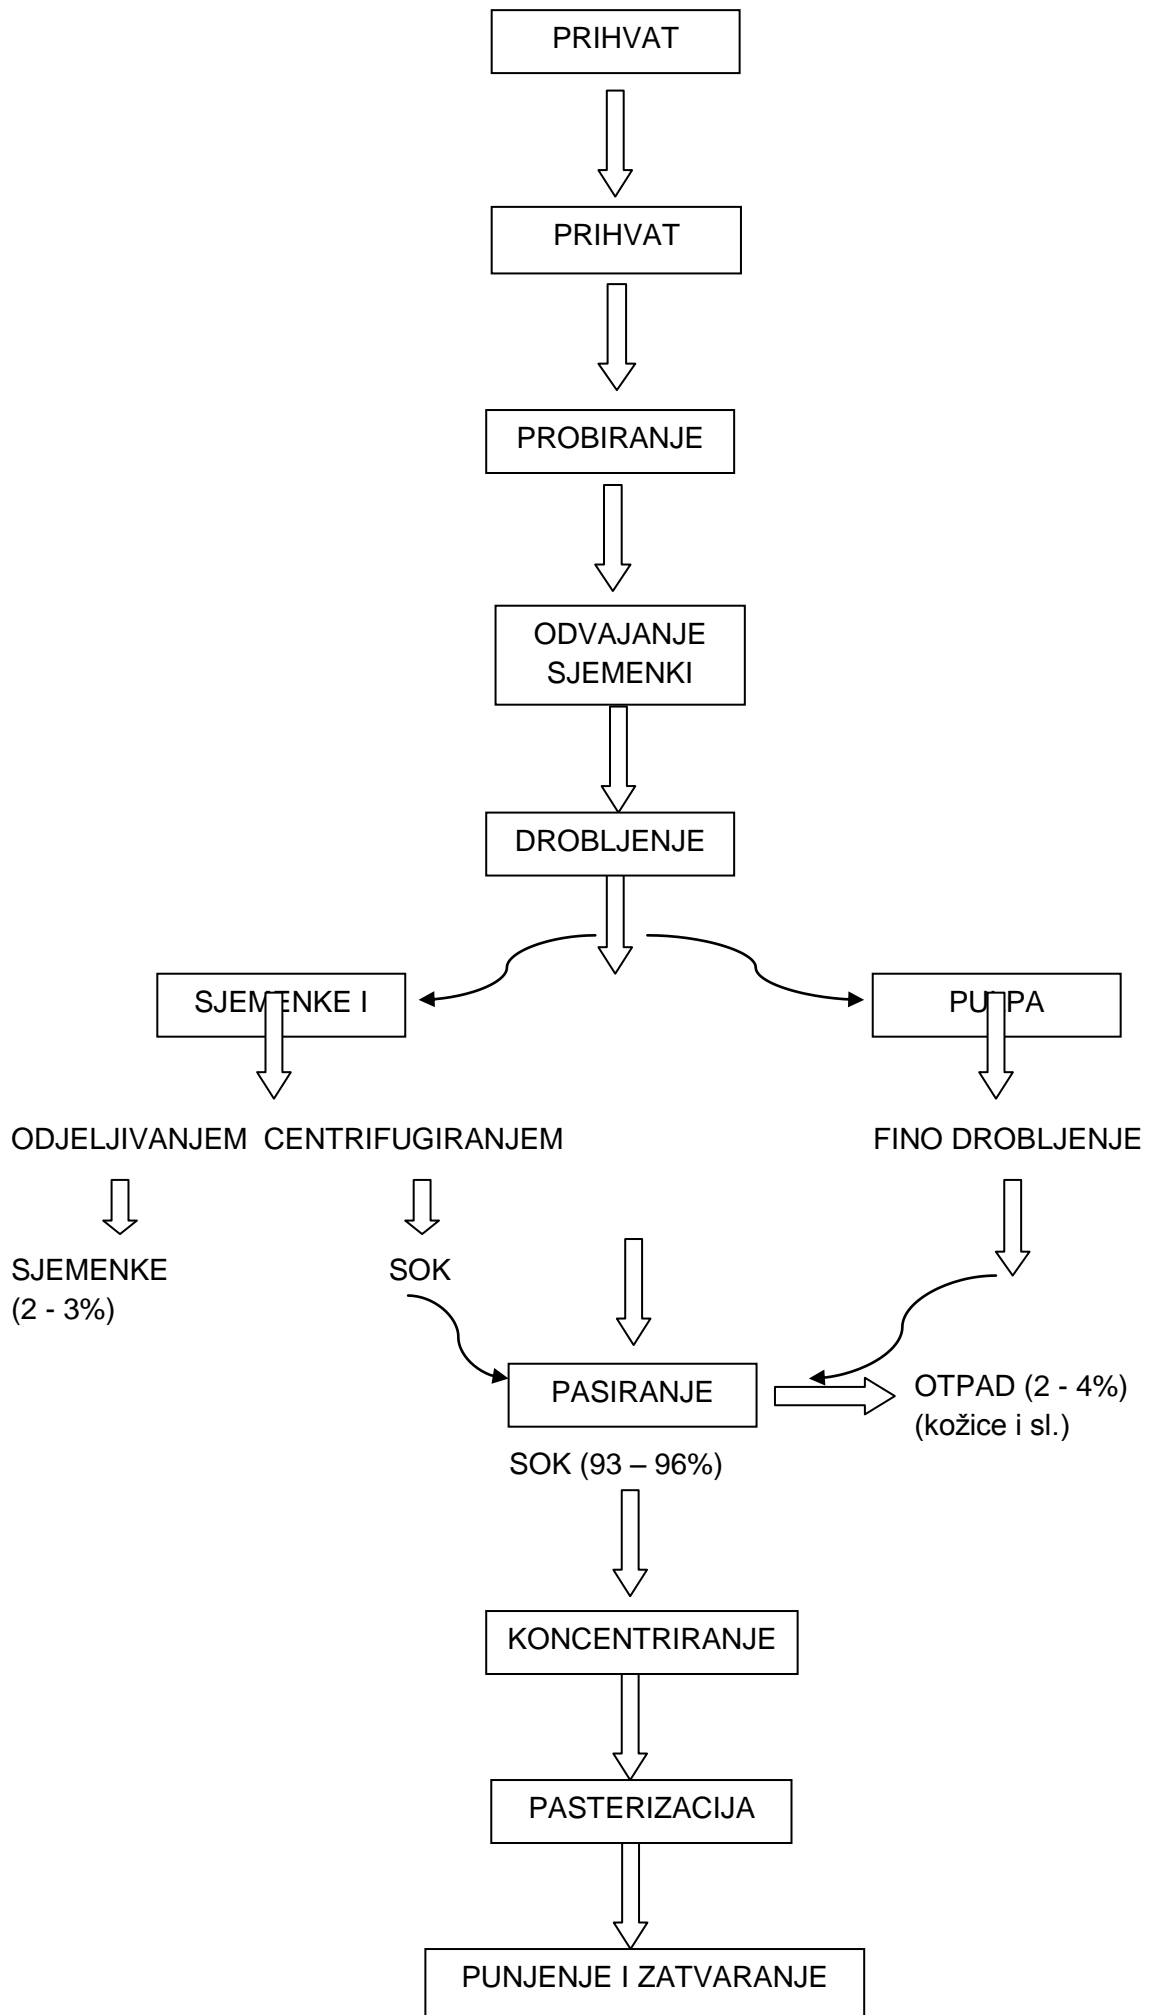 PRIHVAT
PRIHVAT
PROBIRANJE
ODVAJANJE
SJEMENKI
DROBLJENJE
SJEMENKE I
PULPA
ODJELJIVANJEM CENTRIFUGIRANJEM
FINO DROBLJENJE
SJEMENKE
(2 - 3%)
SOK
PASIRANJE
OTPAD (2 - 4%)
(kožice i sl.)
SOK (93 – 96%)
KONCENTRIRANJE
PASTERIZACIJA
PUNJENJE I ZATVARANJE